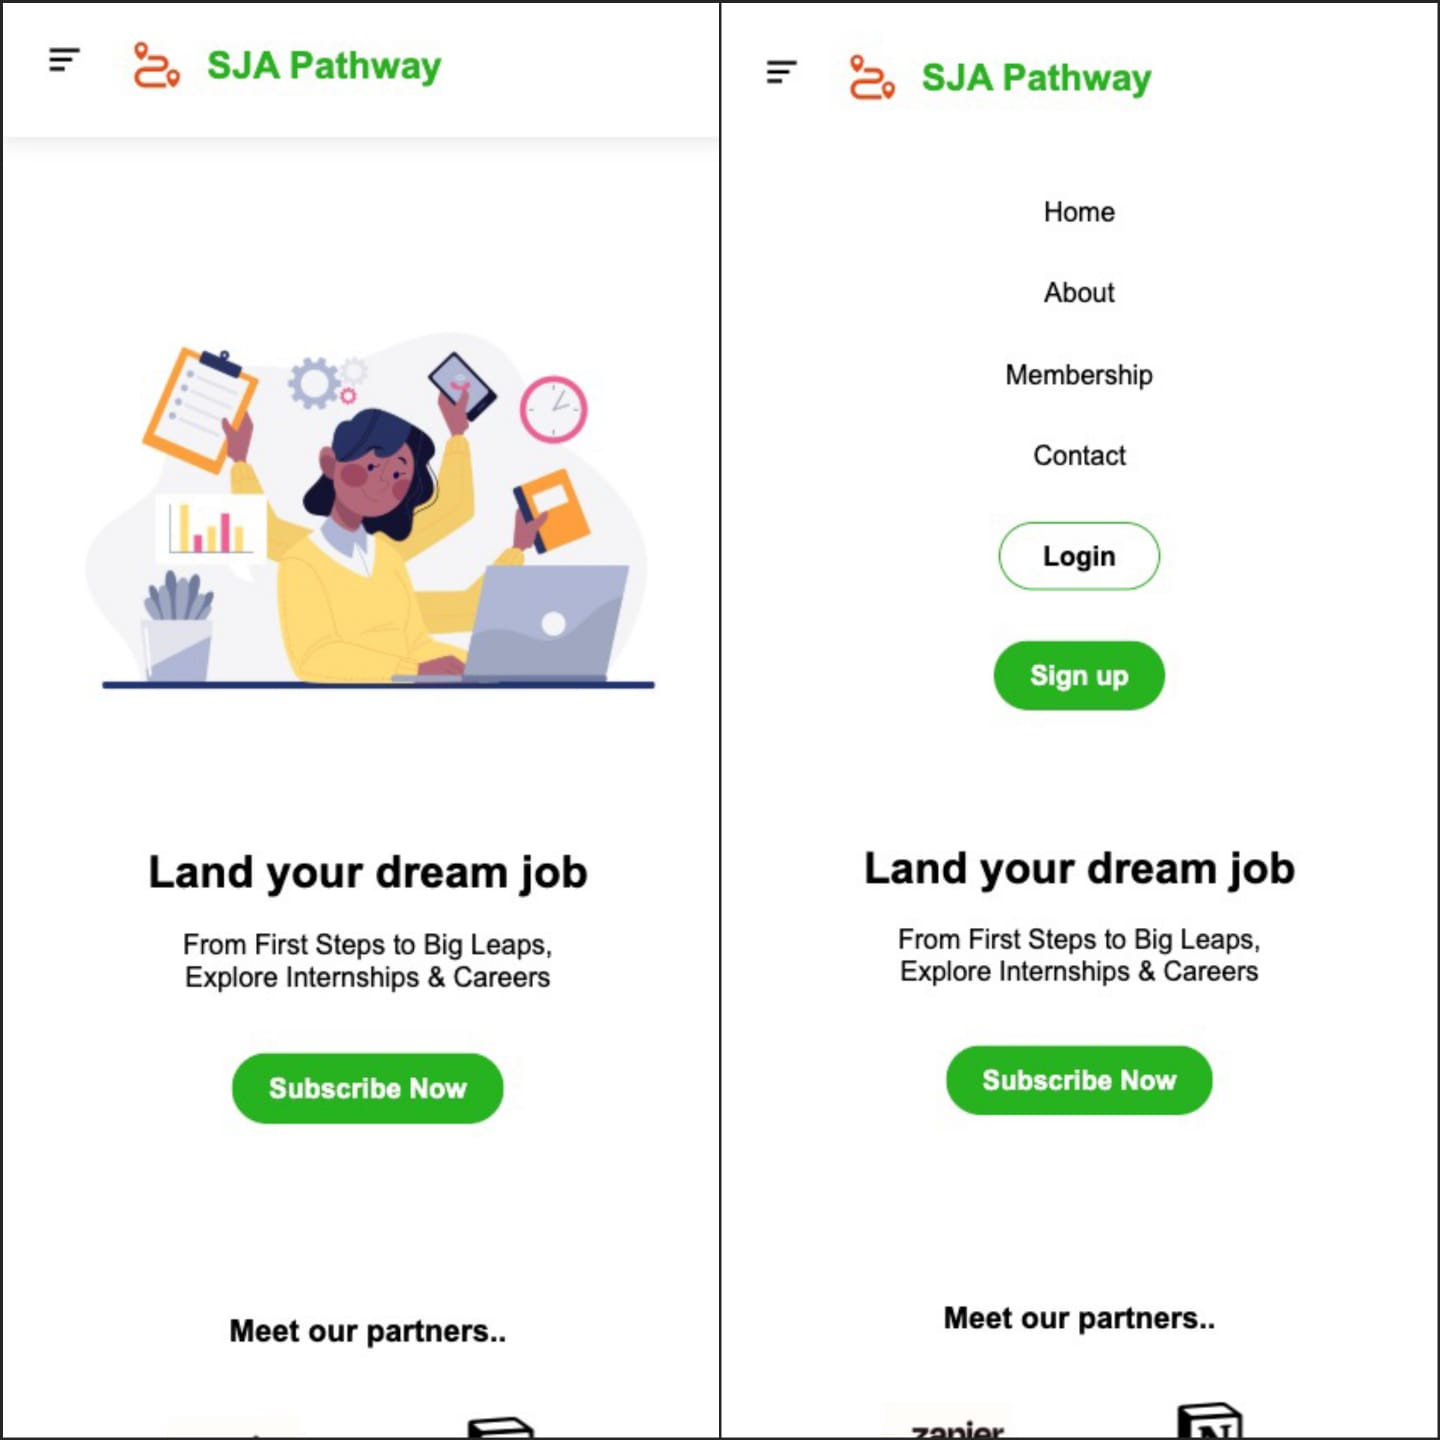 SJA Pathway
Land your dream job
From First Steps to Big Leaps,
Explore Internships & Careers
Subscribe Now
Meet our partners..
SJA Pathway
Home
About
Membership
Contact
Login
Sign up
Land your dream job
From First Steps to Big Leaps,
Explore Internships & Careers
Subscribe Now
Meet our partners..
zapier
N